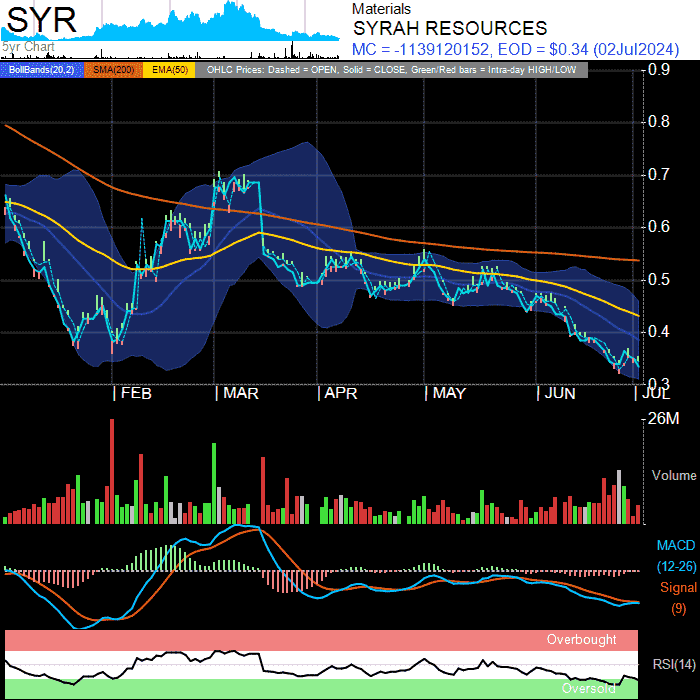 SYR
5yr Chart
Materials
SYRAH RESOURCES
MC = -1139120152, EOD = $0.34 (02Jul2024)
BollBands(20,2) SMA(200) EMA(50) OHLC Prices: Dashed = OPEN, Solid = CLOSE, Green/Red bars = Intra-day HIGH/LOW
0.9
0.8
0.7
0.6
0.5
0.4
0.3
FEB MAR APR MAY JUN JUL
26M
Volume
MACD
(12-26)
Signal
(9)
Overbought
RSI(14)
Oversold